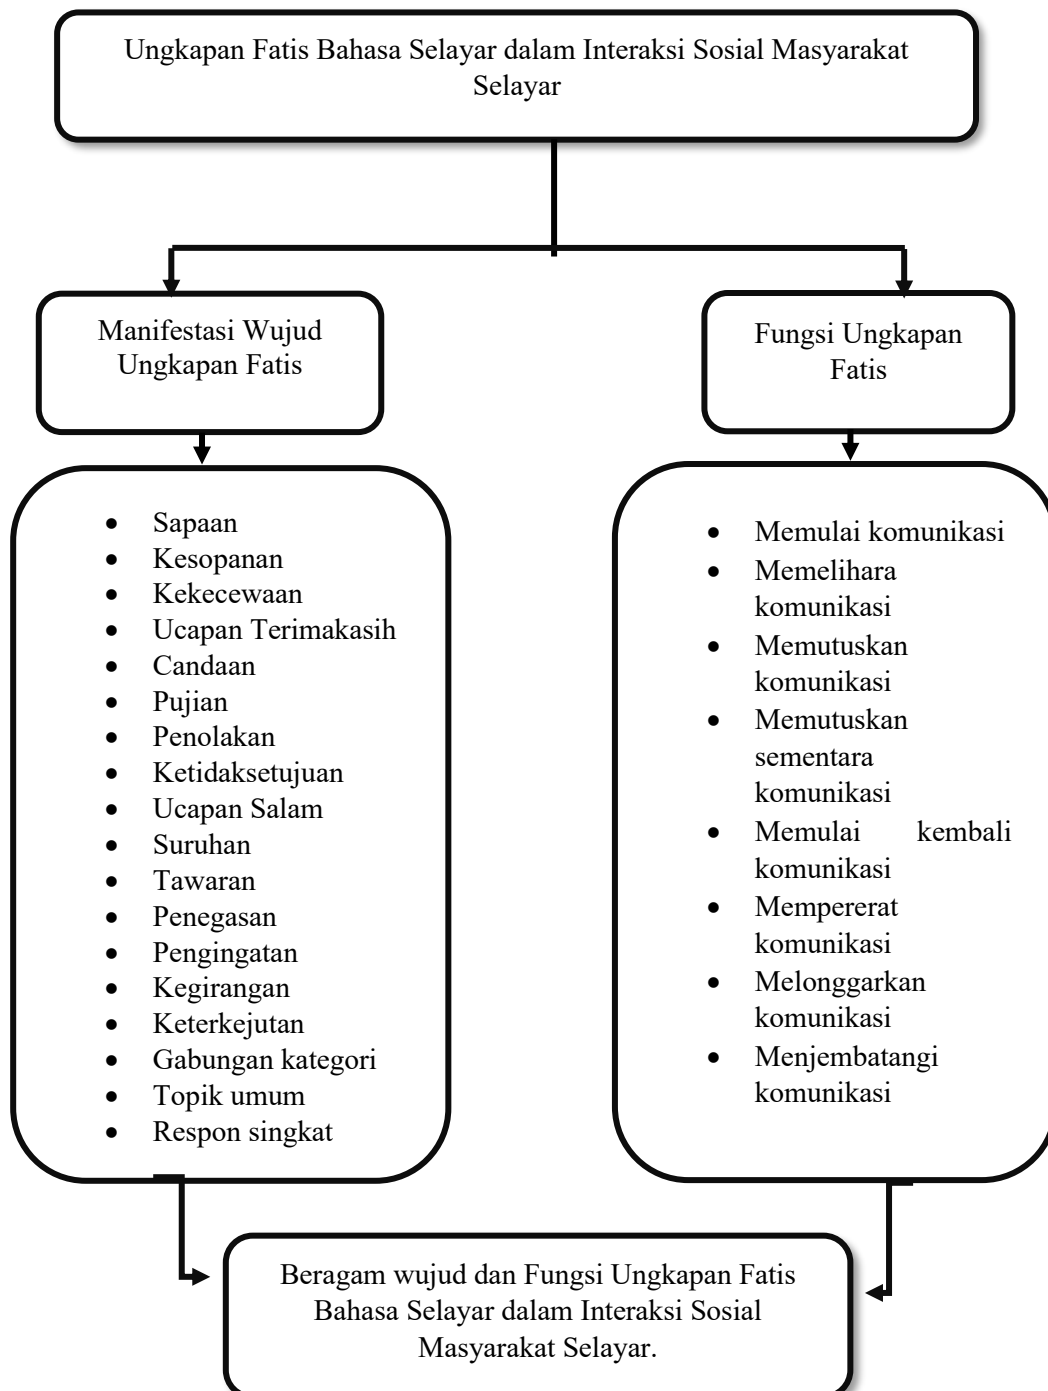 Ungkapan Fatis Bahasa Selayar dalam Interaksi Sosial Masyarakat
Selayar
Manifestasi Wujud
Ungkapan Fatis
Fungsi Ungkapan
Fatis
• Sapaan
• Kesopanan
• Kekecewaan
• Ucapan Terimakasih
• Candaan
• Pujian
• Penolakan
• Ketidaksetujuan
• Ucapan Salam
• Suruhan
• Tawaran
• Penegasan
• Pengingatan
• Kegirangan
• Keterkejutan
• Gabungan kategori
• Topik umum
• Respon singkat
• Memulai komunikasi
• Memelihara
komunikasi
• Memutuskan
komunikasi
• Memutuskan
sementara
komunikasi
• Memulai kembali
komunikasi
• Mempererat
komunikasi
• Melonggarkan
komunikasi
• Menjembatangi
komunikasi
Beragam wujud dan Fungsi Ungkapan Fatis
Bahasa Selayar dalam Interaksi Sosial
Masyarakat Selayar.